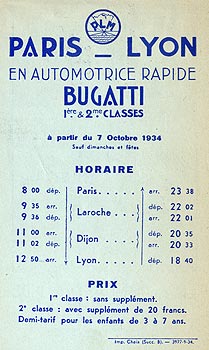 PLM
PARIS _ LYON
EN AUTOMOTRICE RAPIDE
BUGATTI
1ère & 2me CLASSES
à partir du 7 Octobre 1934
Sauf dimanches et fêtes
HORAIRE
8 00 dép. Paris . . . . . arr. 23 38
9 35 arr. Laroche . . . dép. 22 02
9 36 dép. arr. 22 01
11 00 arr. Dijon . . . . dép. 20 35
11 02 dép. arr. 20 33
12 50 arr. Lyon . . . . . dép. 18 40
PRIX
1re classe : sans supplément.
2e classe : avec supplément de 20 francs.
Demi-tarif pour les enfants de 3 à 7 ans.
Imp. Chaix (Succ. B). —